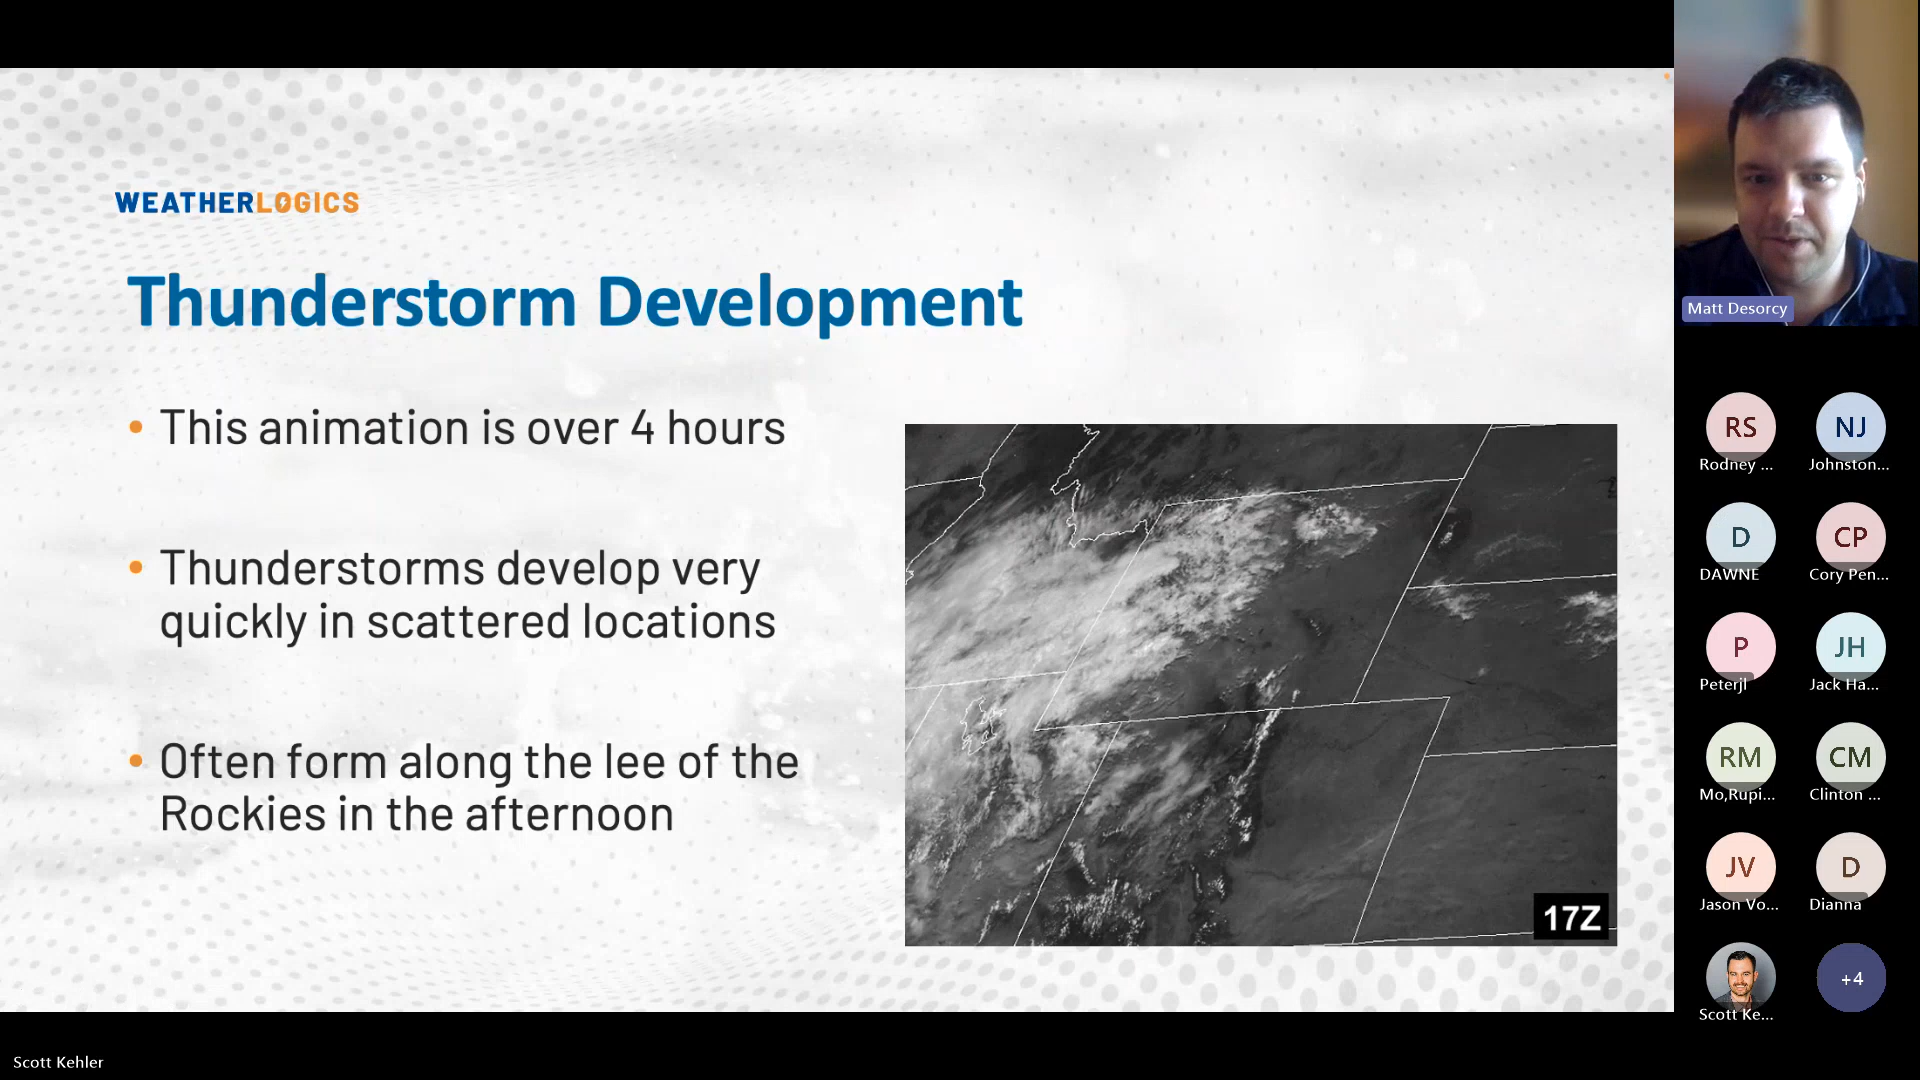 WEATHERLOGICS
Thunderstorm Development
• This animation is over 4 hours
• Thunderstorms develop very
quickly in scattered locations
• Often form along the lee of the
Rockies in the afternoon
17Z
Matt Desorcy
RS
NJ
Rodney ...
Johnston...
D
CP
DAWNE
Cory Pen...
P
JH
Peterjl
Jack Ha...
RM
CM
Mo,Rupi...
Clinton ...
JV
D
Jason Vo...
Dianna
+4
Scott Ke...
Scott Kehler